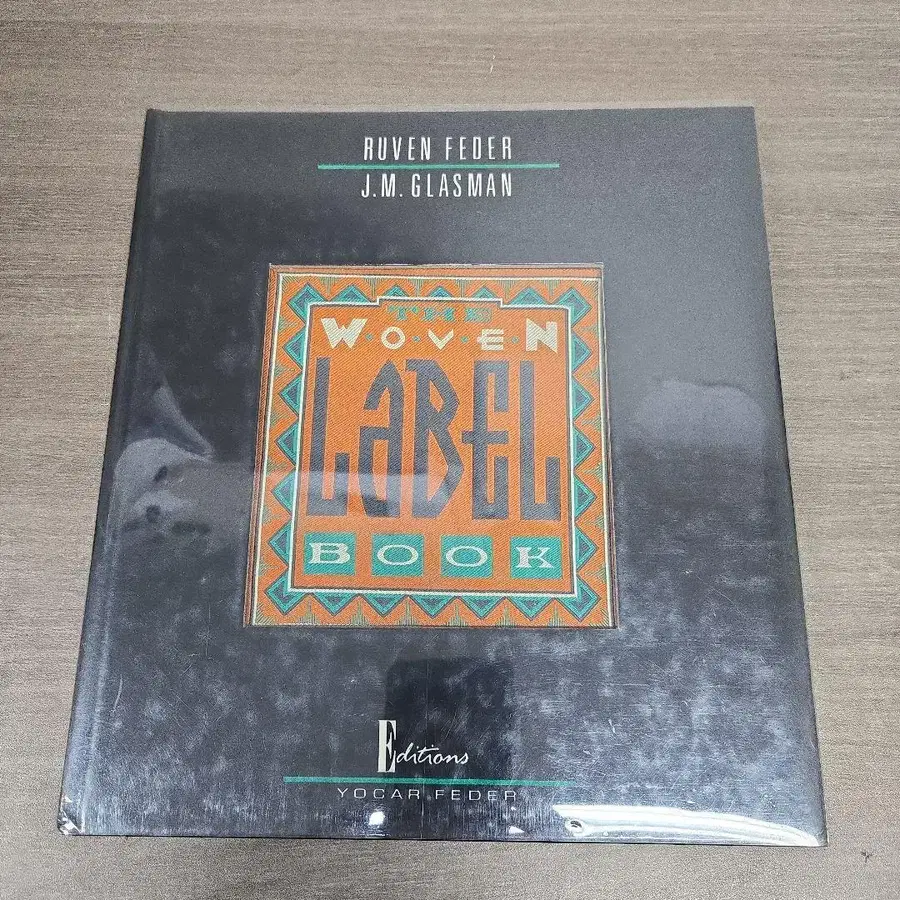 RUVEN FEDER
J.M. GLASMAN
THE
W·O·V·E·N
LABEL
BOOK
Editions
YOCAR FEDER